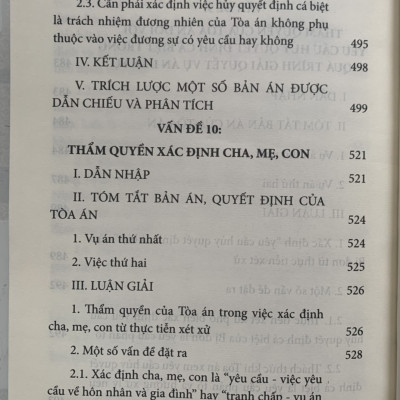 2.3. Cần phải xác định việc hủy quyết định cá biệt
là trách nhiệm đương nhiên của Tòa án không phụ
thuộc vào việc đương sự có yêu cầu hay không 495
IV. KẾT LUẬN 498
V. TRÍCH LƯỢC MỘT SỐ BẢN ÁN ĐƯỢC
DẪN CHIẾU VÀ PHÂN TÍCH 499
VẤN ĐỀ 10:
THẨM QUYỀN XÁC ĐỊNH CHA, MẸ, CON 521
I. DẪN NHẬP 521
II. TÓM TẮT BẢN ÁN, QUYẾT ĐỊNH CỦA
TÒA ÁN 524
1. Vụ án thứ nhất 524
2. Việc thứ hai 525
III. LUẬN GIẢI 526
1. Thẩm quyền của Tòa án trong việc xác định
cha, mẹ, con từ thực tiễn xét xử 526
2. Một số vấn đề đặt ra 528
2.1. Xác định cha, mẹ, con là "yêu cầu - việc yêu
cầu về hôn nhân và gia đình" hay "tranh chấp - vụ án